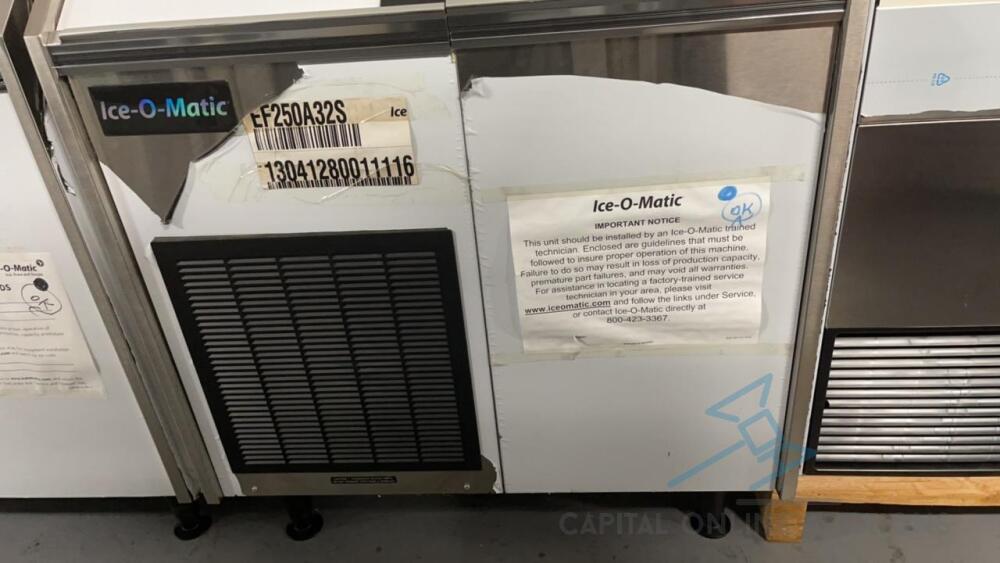 Ice-O-Matic
EF250A32S
Ice
13041280011116
Ice-O-Matic
OK
IMPORTANT NOTICE
This unit should be installed by an Ice-O-Matic trained
technician. Enclosed are guidelines that must be
followed to insure proper operation of this machine.
Failure to do so may result in loss of production capacity,
premature part failures, and may void all warranties.
For assistance in locating a factory-trained service
technician in your area, please visit
www.iceomatic.com and follow the links under Service,
or contact Ice-O-Matic directly at
800-423-3367.
-O-Matic
OK
CAPITAL ONLINE